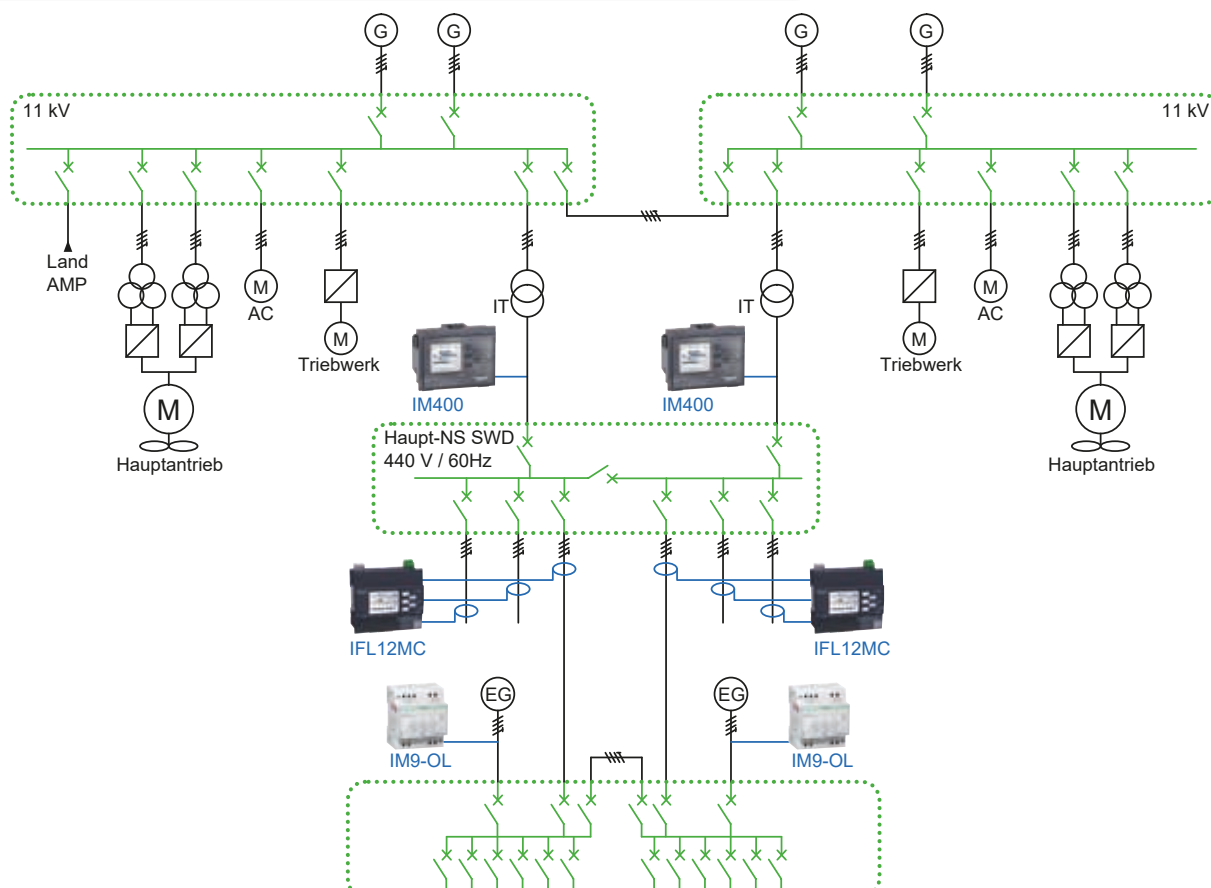 G
G
G
G
11 kV
11 kV
Land
AMP
M
AC
M
Triebwerk
IT
IT
M
Triebwerk
M
AC
IM400
IM400
M
Hauptantrieb
M
Hauptantrieb
Haupt-NS SWD
440 V / 60Hz
IFL12MC
IFL12MC
EG
EG
IM9-OL
IM9-OL